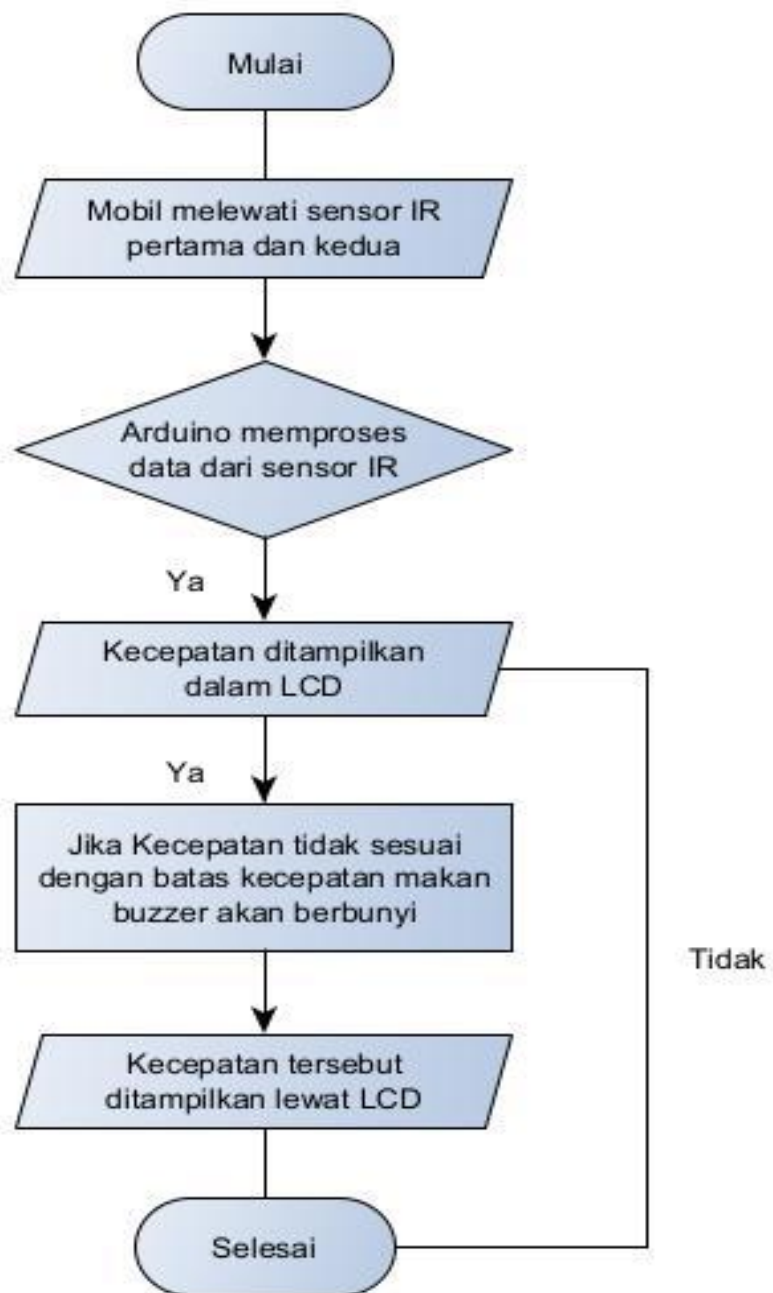 Mulai
Mobil melewati sensor IR
pertama dan kedua
Arduino memproses
data dari sensor IR
Ya
Kecepatan ditampilkan
dalam LCD
Ya
Jika Kecepatan tidak sesuai
dengan batas kecepatan makan
buzzer akan berbunyi
Tidak
Kecepatan tersebut
ditampilkan lewat LCD
Selesai